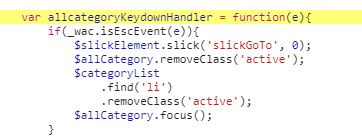 var allcategoryKeydownHandler = function(e){
if(_wac.isEscEvent(e)){
$slickElement.slick('slickGoTo', 0);
$allCategory.removeClass('active');
$categoryList
.find('li')
.removeClass('active');
$allCategory.focus();
}